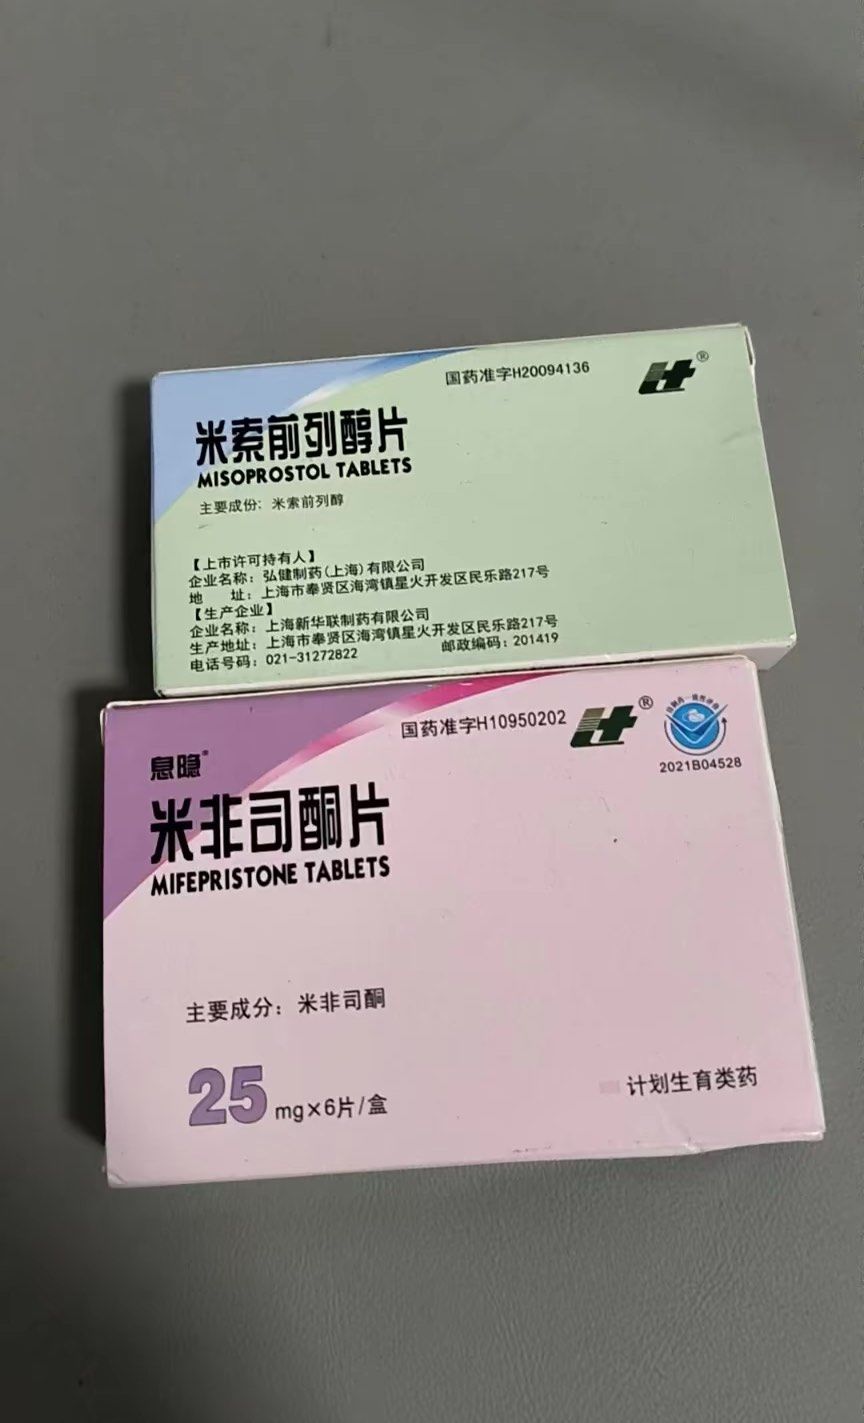 国药准字H20094136
米索前列醇片
MISOPROSTOL TABLETS
主要成份: 米索前列醇
【上市许可持有人】
企业名称: 弘健制药(上海)有限公司
地 址: 上海市奉贤区海湾镇星火开发区民乐路217号
【生产企业】
企业名称: 上海新华联制药有限公司
生产地址: 上海市奉贤区海湾镇星火开发区民乐路217号
电话号码: 021-31272822 邮政编码: 201419
国药准字H10950202
2021B04528
息隐
米非司酮片
MIFEPRISTONE TABLETS
主要成分: 米非司酮
25 mg×6片/盒
计划生育类药